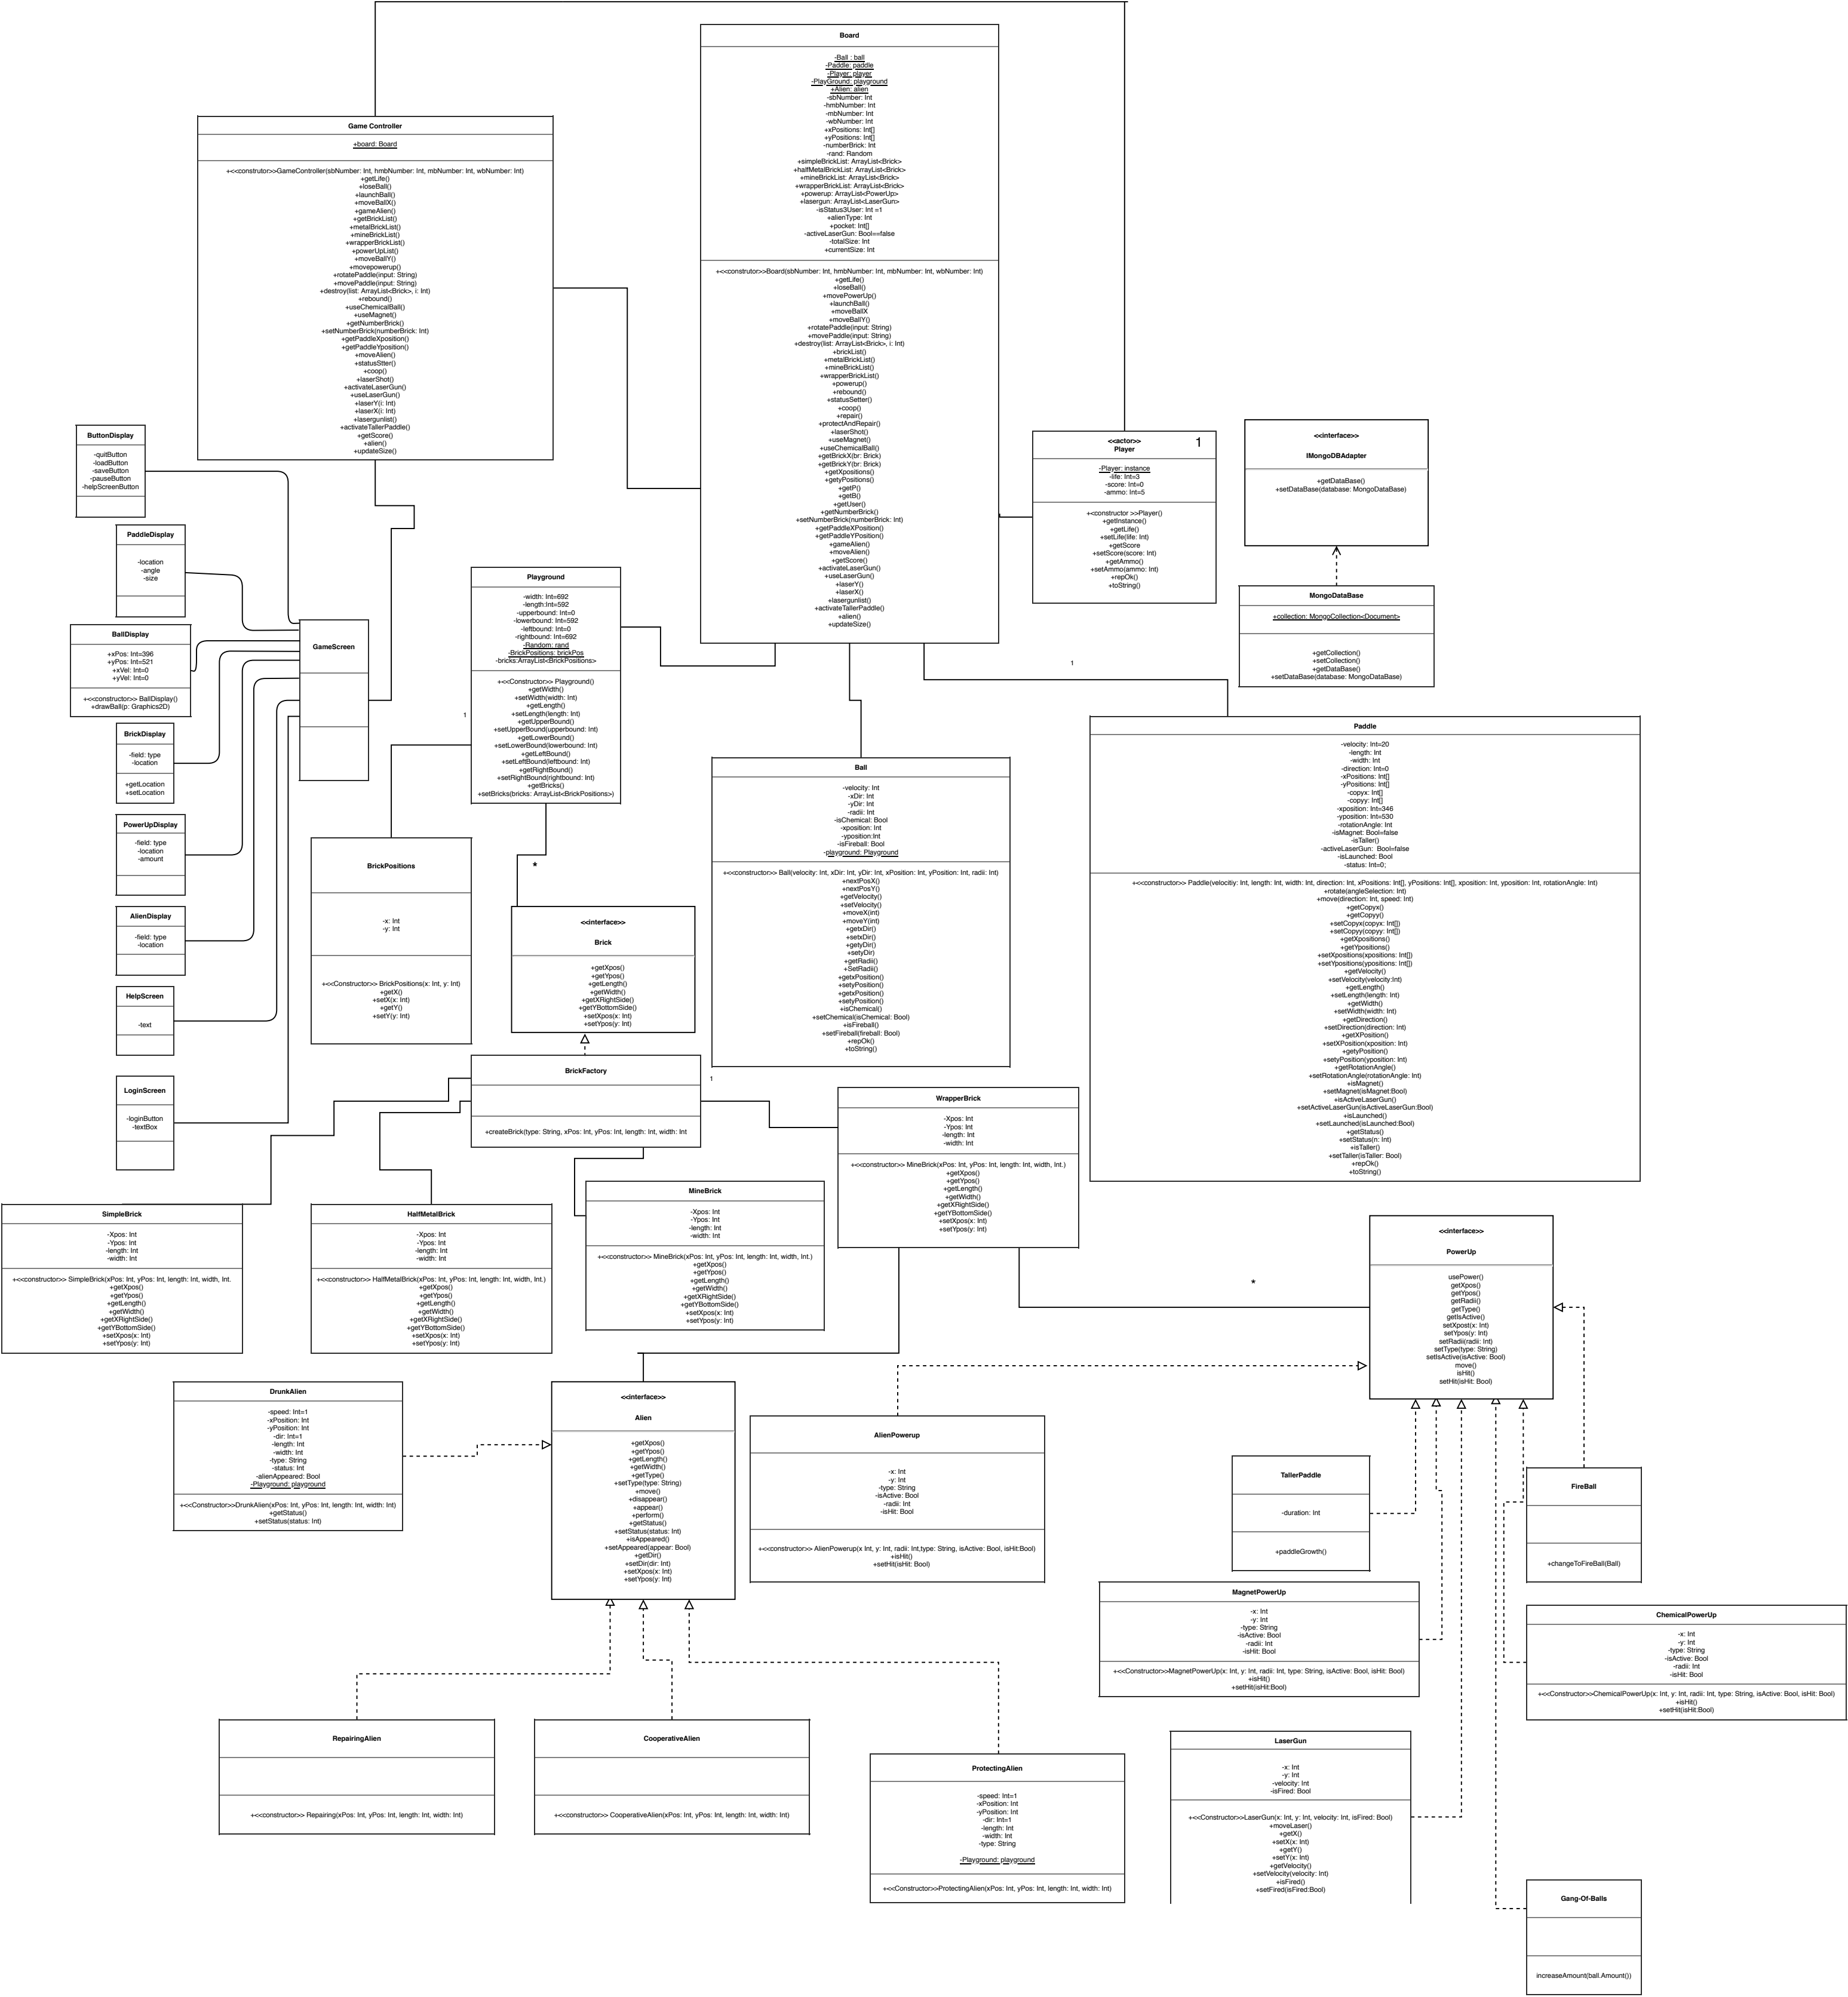 Board
-Ball : ball
-Paddle: paddle
-Player: player
-PlayGround: playground
+Alien: alien
-sbNumber: Int
-hmbNumber: Int
-mbNumber: Int
-wbNumber: Int
+xPositions: Int[]
+yPositions: Int[]
-numberBrick: Int
-rand: Random
+simpleBrickList: ArrayList<Brick>
+halfMetalBrickList: ArrayList<Brick>
+mineBrickList: ArrayList<Brick>
+wrapperBrickList: ArrayList<Brick>
+powerup: ArrayList<PowerUp>
+lasergun: ArrayList<LaserGun>
-isStatus3User: Int =1
+alienType: Int
+pocket: Int[]
-activeLaserGun: Bool==false
-totalSize: Int
+currentSize: Int
+<<construtor>>Board(sbNumber: Int, hmbNumber: Int, mbNumber: Int, wbNumber: Int)
+getLife()
+loseBall()
+movePowerUp()
+launchBall()
+moveBallX
+moveBallY()
+rotatePaddle(input: String)
+movePaddle(input: String)
+destroy(list: ArrayList<Brick>, i: Int)
+brickList()
+metalBrickList()
+mineBrickList()
+wrapperBrickList()
+powerup()
+rebound()
+statusSetter()
+coop()
+repair()
+protectAndRepair()
+laserShot()
+useMagnet()
+useChemicalBall()
+getBrickX(br: Brick)
+getBrickY(br: Brick)
+getXpositions()
+getyPositions()
+getP()
+getB()
+getUser()
+getNumberBrick()
+setNumberBrick(numberBrick: Int)
+getPaddleXPosition()
+getPaddleYPosition()
+gameAlien()
+moveAlien()
+getScore()
+activateLaserGun()
+useLaserGun()
+laserY()
+laserX()
+lasergunlist()
+activateTallerPaddle()
+alien()
+updateSize()
Game Controller
+board: Board
+<<construtor>>GameController(sbNumber: Int, hmbNumber: Int, mbNumber: Int, wbNumber: Int)
+getLife()
+loseBall()
+launchBall()
+moveBallX()
+gameAlien()
+getBrickList()
+metalBrickList()
+mineBrickList()
+wrapperBrickList()
+powerUpList()
+moveBallY()
+movepowerup()
+rotatePaddle(input: String)
+movePaddle(input: String)
+destroy(list: ArrayList<Brick>, i: Int)
+rebound()
+useChemicalBall()
+useMagnet()
+getNumberBrick()
+setNumberBrick(numberBrick: Int)
+getPaddleXposition()
+getPaddleYposition()
+moveAlien()
+statusStter()
+coop()
+laserShot()
+activateLaserGun()
+useLaserGun()
+laserY(i: Int)
+laserX(i: Int)
+lasergunlist()
+activateTallerPaddle()
+getScore()
+alien()
+updateSize()
ButtonDisplay
-quitButton
-loadButton
-saveButton
-pauseButton
-helpScreenButton
PaddleDisplay
-location
-angle
-size
BallDisplay
+xPos: Int=396
+yPos: Int=521
+xVel: Int=0
+yVel: Int=0
+<<constructor>> BallDisplay()
+drawBall(p: Graphics2D)
BrickDisplay
-field: type
-location
+getLocation
+setLocation
PowerUpDisplay
-field: type
-location
-amount
AlienDisplay
-field: type
-location
HelpScreen
-text
LoginScreen
-loginButton
-textBox
GameScreen
<<actor>>
Player
1
-Player: instance
-life: Int=3
-score: Int=0
-ammo: Int=5
+<constructor >>Player()
+getInstance()
+getLife()
+setLife(life: Int)
+getScore
+setScore(score: Int)
+getAmmo()
+setAmmo(ammo: Int)
+repOk()
+toString()
<<interface>>
IMongoDBAdapter
+getDataBase()
+setDataBase(database: MongoDataBase)
MongoDataBase
+collection: MongoCollection<Document>
+getCollection()
+setCollection()
+getDataBase()
+setDataBase(database: MongoDataBase)
Playground
-width: Int=692
-length:Int=592
-upperbound: Int=0
-lowerbound: Int=592
-leftbound: Int=0
-rightbound: Int=692
-Random: rand
-BrickPositions: brickPos
-bricks:ArrayList<BrickPositions>
+<<Constructor>> Playground()
+getWidth()
+setWidth(width: Int)
+getLength()
+setLength(length: Int)
+getUpperBound()
+setUpperBound(upperbound: Int)
+getLowerBound()
+setLowerBound(lowerbound: Int)
+getLeftBound()
+setLeftBound(leftbound: Int)
+getRightBound()
+setRightBound(rightbound: Int)
+getBricks()
+setBricks(bricks: ArrayList<BrickPositions>)
1
1
*
BrickPositions
-x: Int
-y: Int
+<<Constructor>> BrickPositions(x: Int, y: Int)
+getX()
+setX(x: Int)
+getY()
+setY(y: Int)
<<interface>>
Brick
+getXpos()
+getYpos()
+getLength()
+getWidth()
+getXRightSide()
+getYBottomSide()
+setXpos(x: Int)
+setYpos(y: Int)
Ball
-velocity: Int
-xDir: Int
-yDir: Int
-radii: Int
-isChemical: Bool
-xposition: Int
-yposition:Int
-isFireball: Bool
-playground: Playground
+<<constructor>> Ball(velocity: Int, xDir: Int, yDir: Int, xPosition: Int, yPosition: Int, radii: Int)
+nextPosX()
+nextPosY()
+getVelocity()
+setVelocity()
+moveX(int)
+moveY(int)
+getxDir()
+setxDir()
+getyDir()
+setyDir()
+getRadii()
+SetRadii()
+getxPosition()
+setyPosition()
+getxPosition()
+setyPosition()
+isChemical()
+setChemical(isChemical: Bool)
+isFireball()
+setFireball(fireball: Bool)
+repOk()
+toString()
Paddle
-velocity: Int=20
-length: Int
-width: Int
-direction: Int=0
-xPositions: Int[]
-yPositions: Int[]
-copyx: Int[]
-copyy: Int[]
-xposition: Int=346
-yposition: Int=530
-rotationAngle: Int
-isMagnet: Bool=false
-isTaller()
-activeLaserGun:  Bool=false
-isLaunched: Bool
-status: Int=0;
+<<constructor>> Paddle(velocitiy: Int, length: Int, width: Int, direction: Int, xPositions: Int[], yPositions: Int[], xposition: Int, yposition: Int, rotationAngle: Int)
+rotate(angleSelection: Int)
+move(direction: Int, speed: Int)
+getCopyx()
+getCopyy()
+setCopyx(copyx: Int[])
+setCopyy(copyy: Int[])
+getXpositions()
+getYpositions()
+setXpositions(xpositions: Int[])
+setYpositions(ypositions: Int[])
+getVelocity()
+setVelocity(velocity:Int)
+getLength()
+setLength(length: Int)
+getWidth()
+setWidth(width: Int)
+getDirection()
+setDirection(direction: Int)
+getXPosition()
+setXPosition(xposition: Int)
+getyPosition()
+setyPosition(yposition: Int)
+getRotationAngle()
+setRotationAngle(rotationAngle: Int)
+isMagnet()
+setMagnet(isMagnet:Bool)
+isActiveLaserGun()
+setActiveLaserGun(isActiveLaserGun:Bool)
+isLaunched()
+setLaunched(isLaunched:Bool)
+getStatus()
+setStatus(n: Int)
+isTaller()
+setTaller(isTaller: Bool)
+repOk()
+toString()
BrickFactory
+createBrick(type: String, xPos: Int, yPos: Int, length: Int, width: Int
1
WrapperBrick
-Xpos: Int
-Ypos: Int
-length: Int
-width: Int
+<<constructor>> MineBrick(xPos: Int, yPos: Int, length: Int, width, Int.)
+getXpos()
+getYpos()
+getLength()
+getWidth()
+getXRightSide()
+getYBottomSide()
+setXpos(x: Int)
+setYpos(y: Int)
SimpleBrick
-Xpos: Int
-Ypos: Int
-length: Int
-width: Int
+<<constructor>> SimpleBrick(xPos: Int, yPos: Int, length: Int, width, Int.
+getXpos()
+getYpos()
+getLength()
+getWidth()
+getXRightSide()
+getYBottomSide()
+setXpos(x: Int)
+setYpos(y: Int)
HalfMetalBrick
-Xpos: Int
-Ypos: Int
-length: Int
-width: Int
+<<constructor>> HalfMetalBrick(xPos: Int, yPos: Int, length: Int, width, Int.)
+getXpos()
+getYpos()
+getLength()
+getWidth()
+getXRightSide()
+getYBottomSide()
+setXpos(x: Int)
+setYpos(y: Int)
MineBrick
-Xpos: Int
-Ypos: Int
-length: Int
-width: Int
+<<constructor>> MineBrick(xPos: Int, yPos: Int, length: Int, width, Int.)
+getXpos()
+getYpos()
+getLength()
+getWidth()
+getXRightSide()
+getYBottomSide()
+setXpos(x: Int)
+setYpos(y: Int)
*
<<interface>>
PowerUp
usePower()
getXpos()
getYpos()
getRadii()
getType()
getIsActive()
setXpost(x: Int)
setYpos(y: Int)
setRadii(radii: Int)
setType(type: String)
setIsActive(isActive: Bool)
move()
isHit()
setHit(isHit: Bool)
DrunkAlien
-speed: Int=1
-xPosition: Int
-yPosition: Int
-dir: Int=1
-length: Int
-width: Int
-type: String
-status: Int
-alienAppeared: Bool
-Playground: playground
+<<Constructor>>DrunkAlien(xPos: Int, yPos: Int, length: Int, width: Int)
+getStatus()
+setStatus(status: Int)
<<interface>>
Alien
+getXpos()
+getYpos()
+getLength()
+getWidth()
+getType()
+setType(type: String)
+move()
+disappear()
+appear()
+perform()
+getStatus()
+setStatus(status: Int)
+isAppeared()
+setAppeared(appear: Bool)
+getDir()
+setDir(dir: Int)
+setXpos(x: Int)
+setYpos(y: Int)
AlienPowerup
-x: Int
-y: Int
-type: String
-isActive: Bool
-radii: Int
-isHit: Bool
+<<constructor>> AlienPowerup(x Int, y: Int, radii: Int,type: String, isActive: Bool, isHit:Bool)
+isHit()
+setHit(isHit: Bool)
TallerPaddle
-duration: Int
+paddleGrowth()
FireBall
+changeToFireBall(Ball)
MagnetPowerUp
-x: Int
-y: Int
-type: String
-isActive: Bool
-radii: Int
-isHit: Bool
+<<Constructor>>MagnetPowerUp(x: Int, y: Int, radii: Int, type: String, isActive: Bool, isHit: Bool)
+isHit()
+setHit(isHit:Bool)
ChemicalPowerUp
-x: Int
-y: Int
-type: String
-isActive: Bool
-radii: Int
-isHit: Bool
+<<Constructor>>ChemicalPowerUp(x: Int, y: Int, radii: Int, type: String, isActive: Bool, isHit: Bool)
+isHit()
+setHit(isHit:Bool)
RepairingAlien
+<<constructor>> Repairing(xPos: Int, yPos: Int, length: Int, width: Int)
CooperativeAlien
+<<constructor>> CooperativeAlien(xPos: Int, yPos: Int, length: Int, width: Int)
ProtectingAlien
-speed: Int=1
-xPosition: Int
-yPosition: Int
-dir: Int=1
-length: Int
-width: Int
-type: String
-Playground: playground
+<<Constructor>>ProtectingAlien(xPos: Int, yPos: Int, length: Int, width: Int)
LaserGun
-x: Int
-y: Int
-velocity: Int
-isFired: Bool
+<<Constructor>>LaserGun(x: Int, y: Int, velocity: Int, isFired: Bool)
+moveLaser()
+getX()
+setX(x: Int)
+getY()
+setY(x: Int)
+getVelocity()
+setVelocity(velocity: Int)
+isFired()
+setFired(isFired:Bool)
Gang-Of-Balls
increaseAmount(ball.Amount())